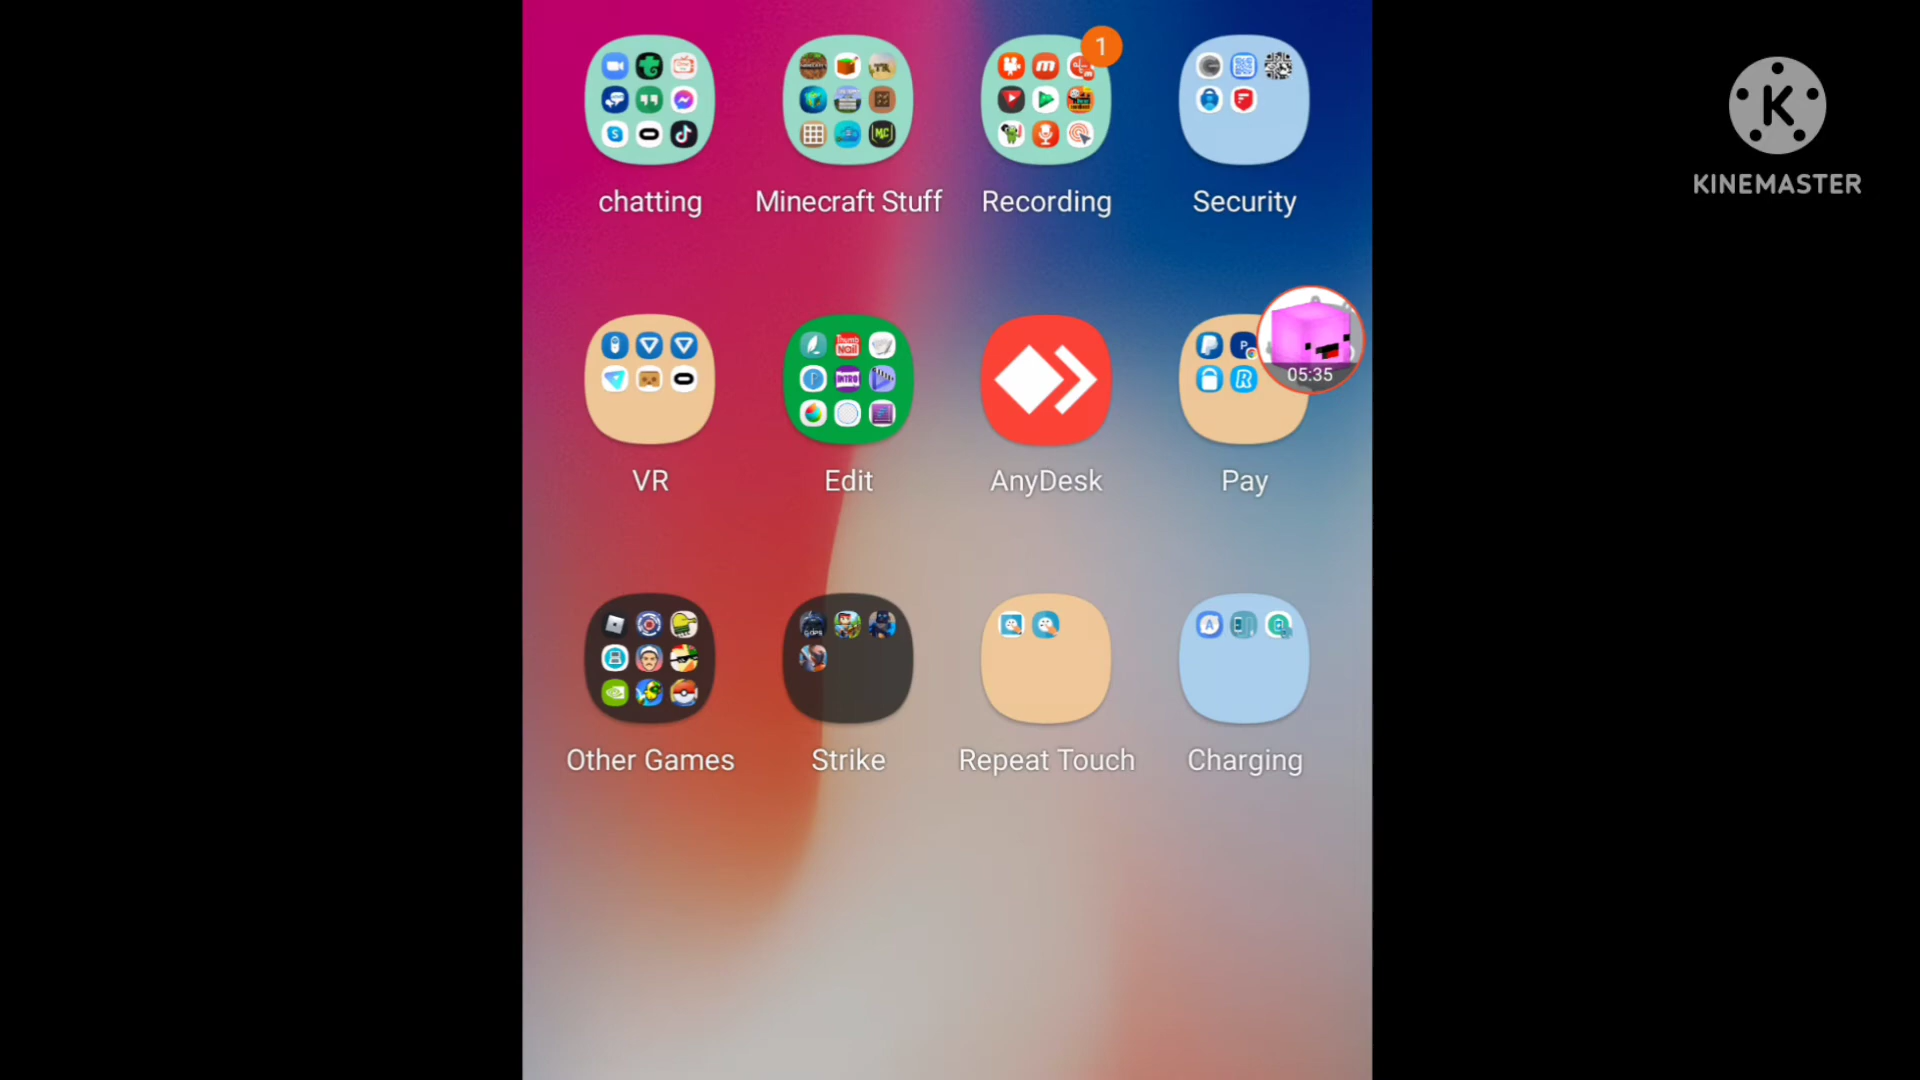 1
KINEMASTER
chatting
Minecraft Stuff
Recording
Security
05:35
VR
Edit
AnyDesk
Pay
Other Games
Strike
Repeat Touch
Charging